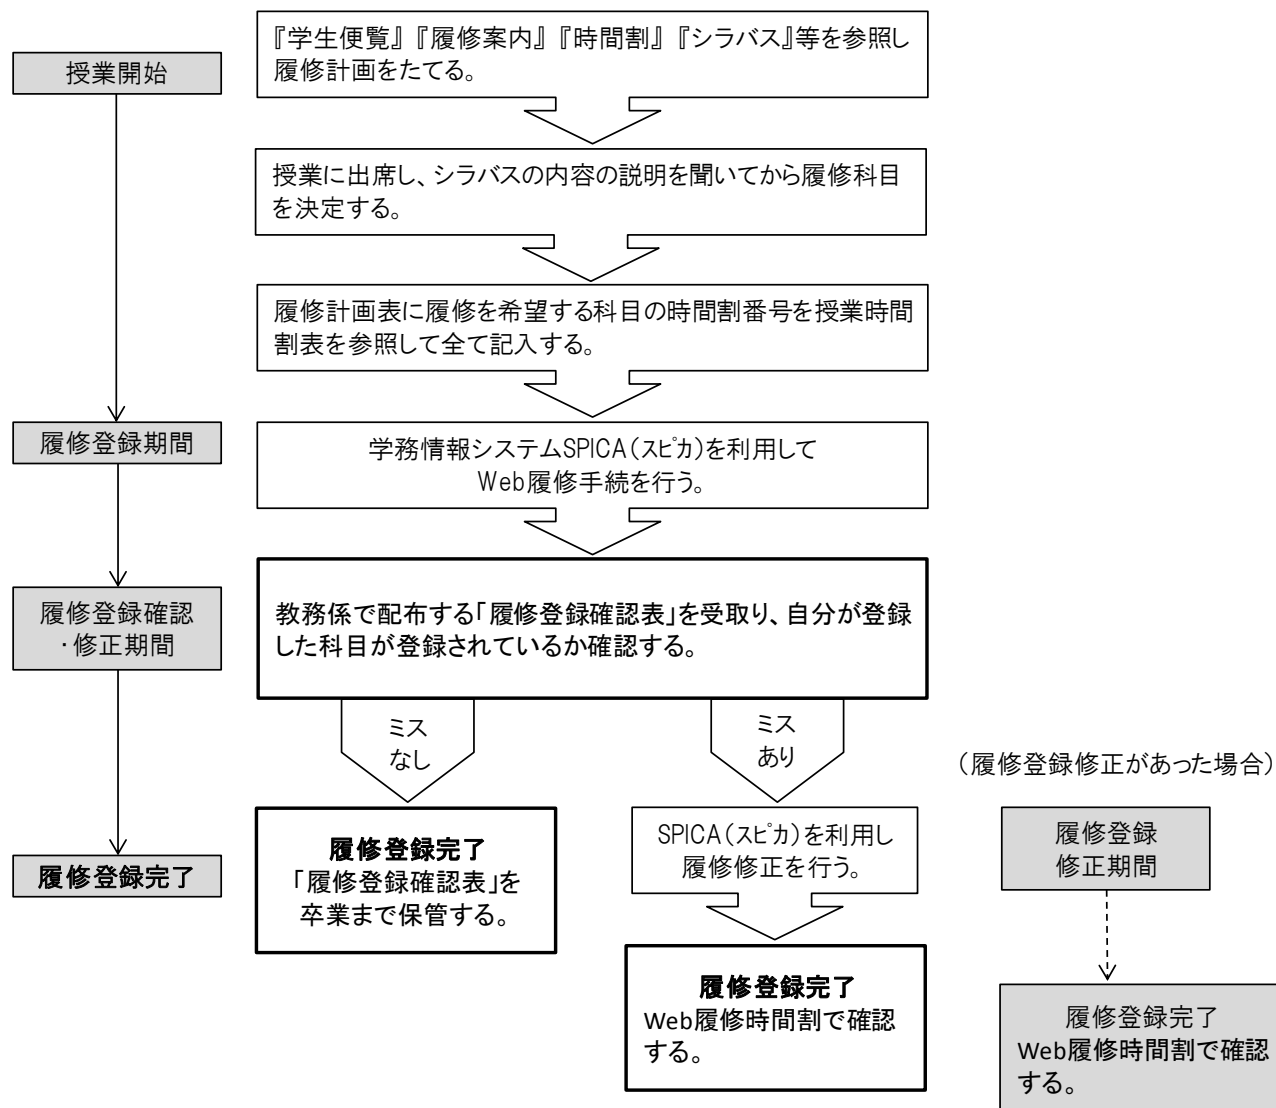 授業開始
『学生便覧』『履修案内』『時間割』『シラバス』等を参照し
履修計画をたてる。
授業に出席し、シラバスの内容の説明を聞いてから履修科目
を決定する。
履修計画表に履修を希望する科目の時間割番号を授業時間
割表を参照して全て記入する。
履修登録期間
学務情報システムSPICA(スピカ)を利用して
Web履修手続を行う。
履修登録確認
・修正期間
教務係で配布する「履修登録確認表」を受取り、自分が登録
した科目が登録されているか確認する。
ミス
なし
ミス
あり
(履修登録修正があった場合)
履修登録完了
履修登録完了
「履修登録確認表」を
卒業まで保管する。
SPICA(スピカ)を利用し
履修修正を行う。
履修登録
修正期間
履修登録完了
Web履修時間割で確認
する。
履修登録完了
Web履修時間割で確認
する。